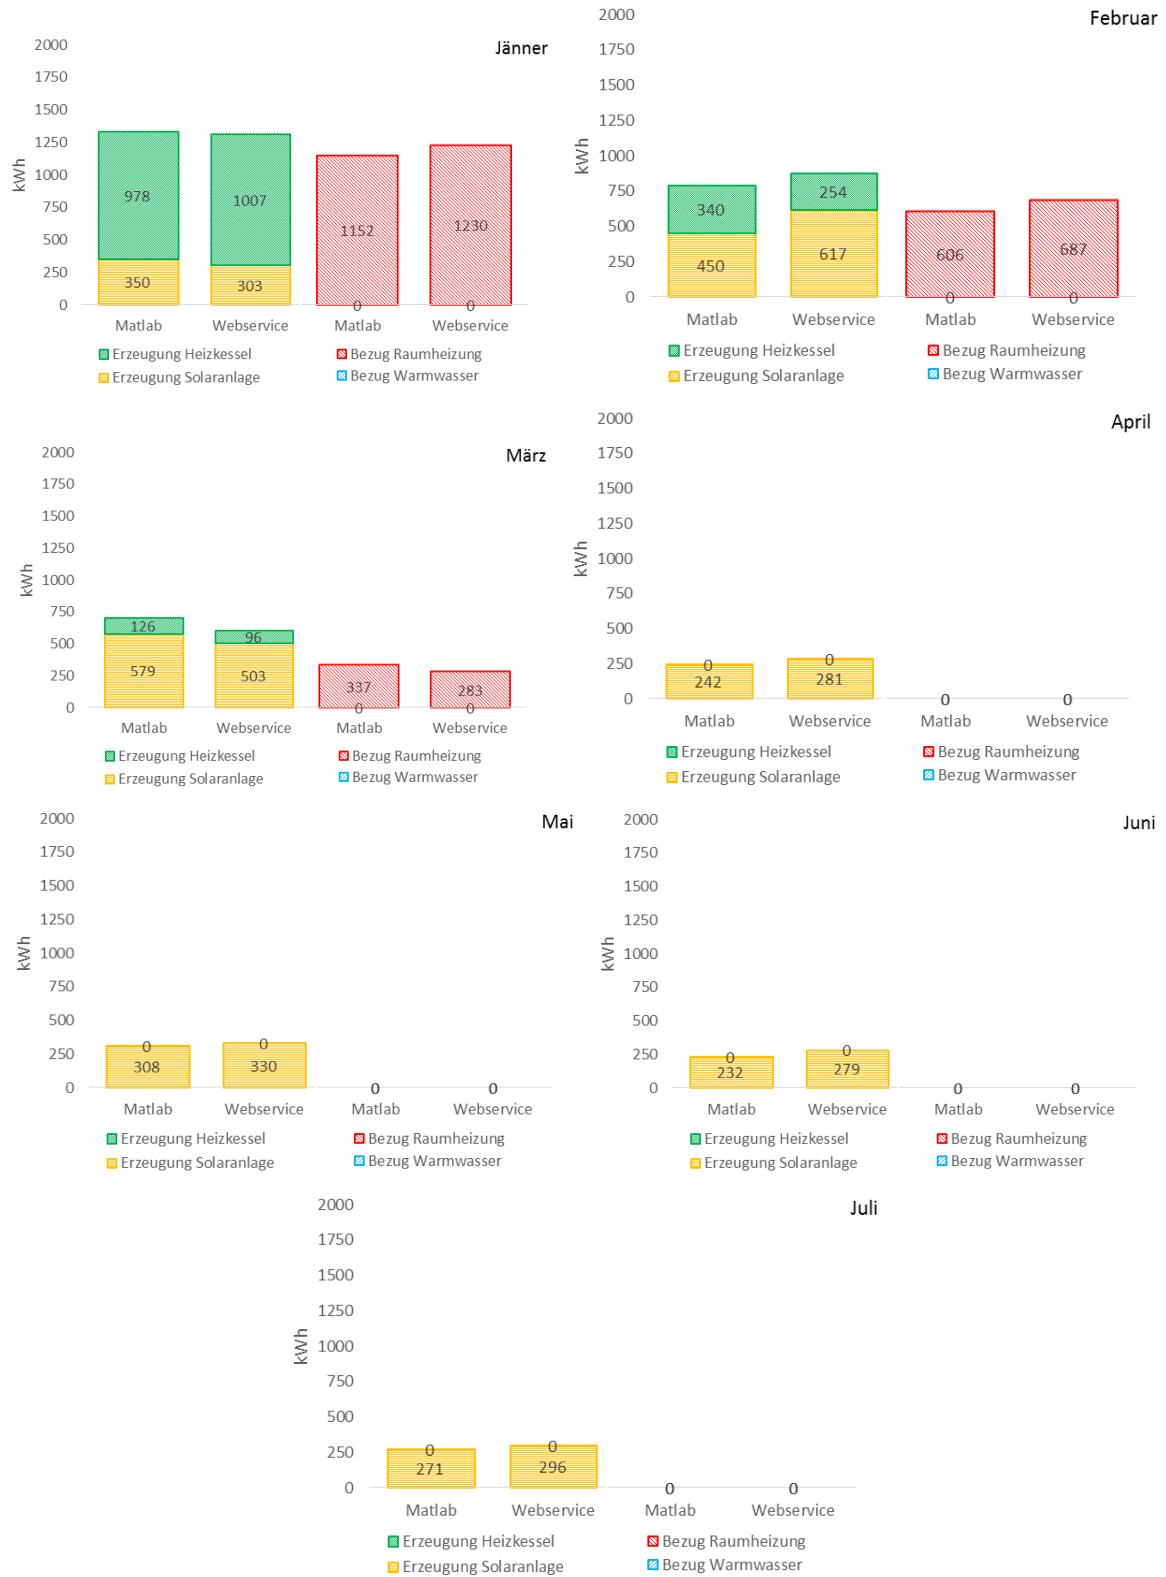 Jänner
2000
1750
1500
1250
1000
750
500
250
0
kWh
978
1007
350
303
1152
1230
0
0
Matlab
Webservice
Matlab
Webservice
Erzeugung Heizkessel
Bezug Raumheizung
Erzeugung Solaranlage
Bezug Warmwasser
Februar
2000
1750
1500
1250
1000
750
500
250
0
kWh
340
254
450
617
606
687
0
0
Matlab
Webservice
Matlab
Webservice
Erzeugung Heizkessel
Bezug Raumheizung
Erzeugung Solaranlage
Bezug Warmwasser
März
2000
1750
1500
1250
1000
750
500
250
0
kWh
126
96
579
503
337
283
0
0
Matlab
Webservice
Matlab
Webservice
Erzeugung Heizkessel
Bezug Raumheizung
Erzeugung Solaranlage
Bezug Warmwasser
April
2000
1750
1500
1250
1000
750
500
250
0
kWh
0
0
242
281
0
0
Matlab
Webservice
Matlab
Webservice
Erzeugung Heizkessel
Bezug Raumheizung
Erzeugung Solaranlage
Bezug Warmwasser
Mai
2000
1750
1500
1250
1000
750
500
250
0
kWh
0
0
308
330
0
0
Matlab
Webservice
Matlab
Webservice
Erzeugung Heizkessel
Bezug Raumheizung
Erzeugung Solaranlage
Bezug Warmwasser
Juni
2000
1750
1500
1250
1000
750
500
250
0
kWh
0
0
232
279
0
0
Matlab
Webservice
Matlab
Webservice
Erzeugung Heizkessel
Bezug Raumheizung
Erzeugung Solaranlage
Bezug Warmwasser
Juli
2000
1750
1500
1250
1000
750
500
250
0
kWh
0
0
271
296
0
0
Matlab
Webservice
Matlab
Webservice
Erzeugung Heizkessel
Bezug Raumheizung
Erzeugung Solaranlage
Bezug Warmwasser